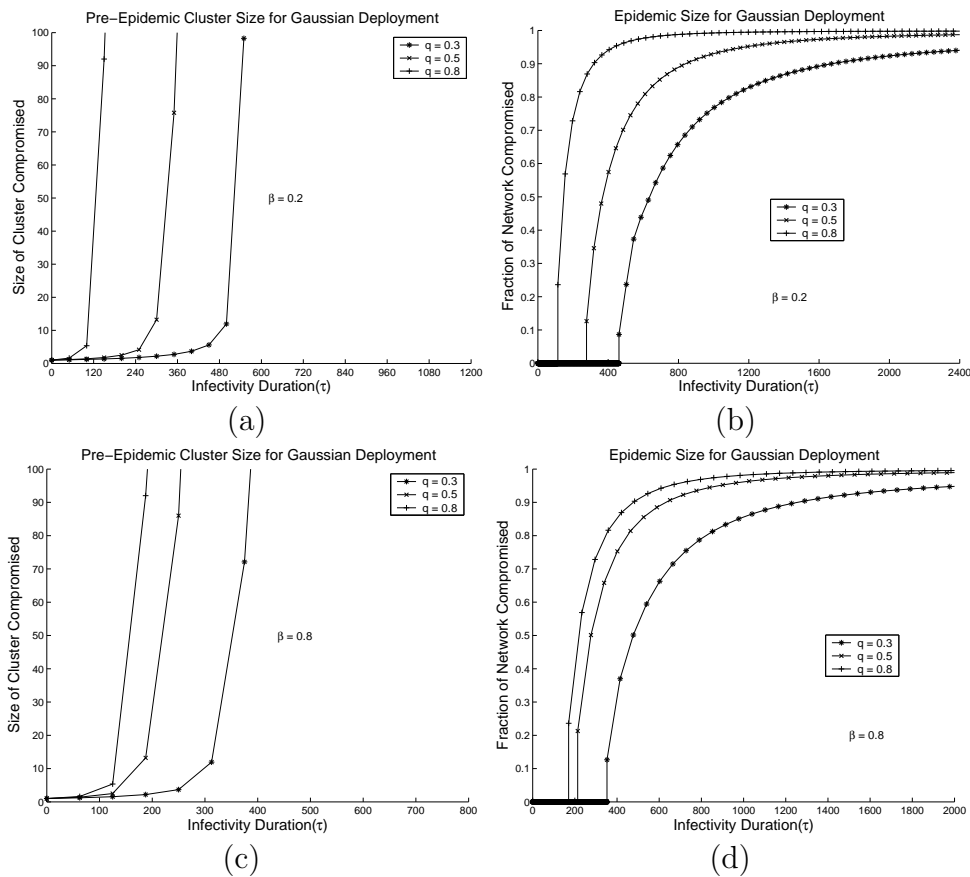 Pre-Epidemic Cluster Size for Gaussian Deployment
Size of Cluster Compromised
100
90
80
70
60
50
40
30
20
10
0
q = 0.3
q = 0.5
q = 0.8
β = 0.2
0 120 240 360 480 600 720 840 960 1080 1200
Infectivity Duration(τ)
(a)
Epidemic Size for Gaussian Deployment
Fraction of Network Compromised
1
0.9
0.8
0.7
0.6
0.5
0.4
0.3
0.2
0.1
0
q = 0.3
q = 0.5
q = 0.8
β = 0.2
0 400 800 1200 1600 2000 2400
Infectivity Duration(τ)
(b)
Pre-Epidemic Cluster Size for Gaussian Deployment
Size of Cluster Compromised
100
90
80
70
60
50
40
30
20
10
0
q = 0.3
q = 0.5
q = 0.8
β = 0.8
0 100 200 300 400 500 600 700 800
Infectivity Duration(τ)
(c)
Epidemic Size for Gaussian Deployment
Fraction of Network Compromised
1
0.9
0.8
0.7
0.6
0.5
0.4
0.3
0.2
0.1
0
q = 0.3
q = 0.5
q = 0.8
β = 0.8
0 200 400 600 800 1000 1200 1400 1600 1800 2000
Infectivity Duration(τ)
(d)